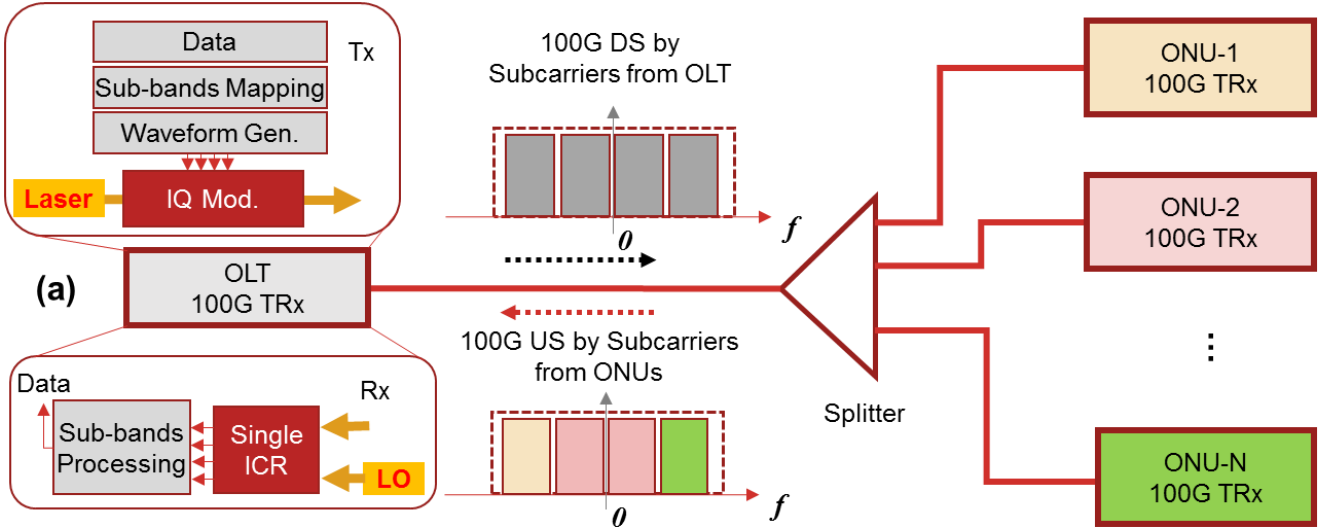 Data
Tx
Sub-bands Mapping
Waveform Gen.
Laser
IQ Mod.
(a)
OLT
100G TRx
Data
Rx
Sub-bands
Processing
Single
ICR
LO
100G DS by
Subcarriers from OLT
0
f
100G US by Subcarriers
from ONUs
0
f
Splitter
ONU-1
100G TRx
ONU-2
100G TRx
⋮
ONU-N
100G TRx